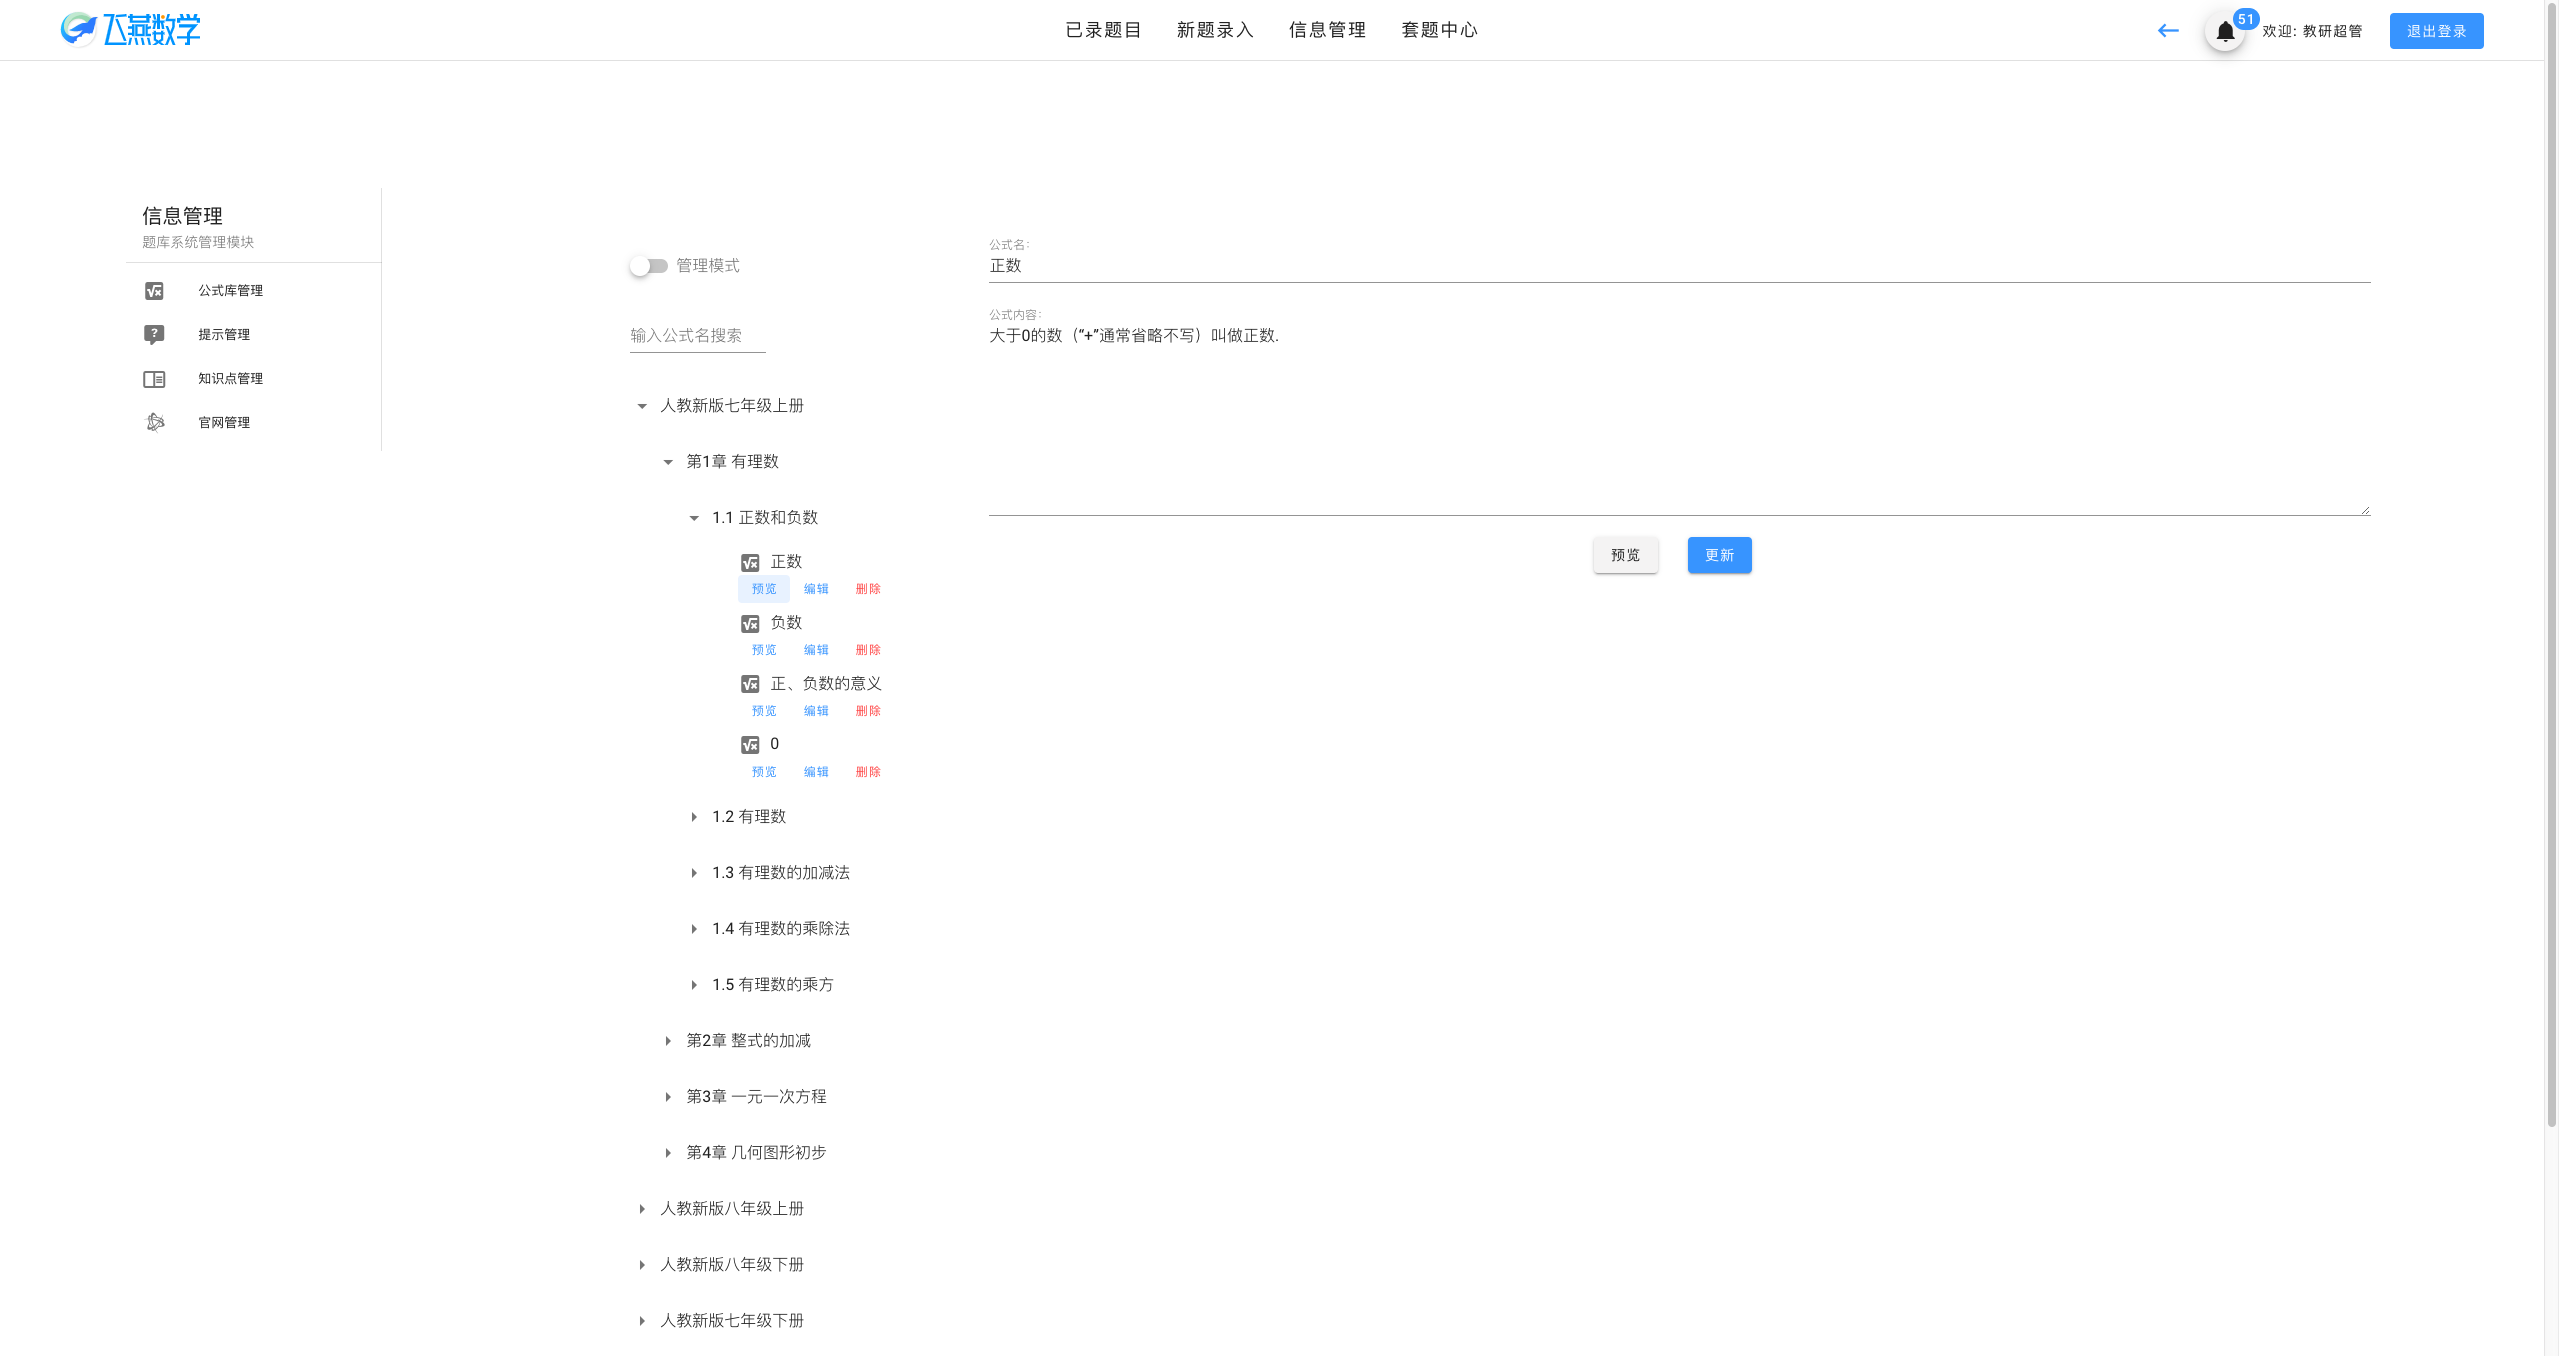 飞燕数学
已录题目 新题录入 信息管理 套题中心
51
欢迎: 教研超管
退出登录
信息管理
题库系统管理模块
公式库管理
提示管理
知识点管理
官网管理
管理模式
输入公式名搜索
人教新版七年级上册
第1章 有理数
1.1 正数和负数
正数
预览 编辑 删除
负数
预览 编辑 删除
正、负数的意义
预览 编辑 删除
0
预览 编辑 删除
1.2 有理数
1.3 有理数的加减法
1.4 有理数的乘除法
1.5 有理数的乘方
第2章 整式的加减
第3章 一元一次方程
第4章 几何图形初步
人教新版八年级上册
人教新版八年级下册
人教新版七年级下册
公式名:
正数
公式内容:
大于0的数（“+”通常省略不写）叫做正数.
预览 更新